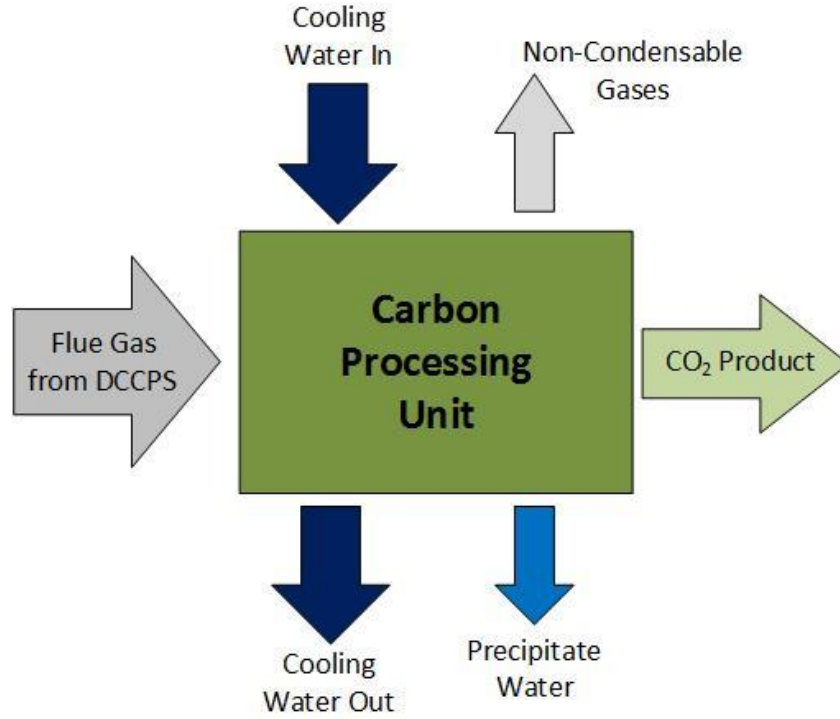 Cooling
Water In
Non-Condensable
Gases
Flue Gas
from DCCPS
Carbon
Processing
Unit
CO₂ Product
Cooling
Water Out
Precipitate
Water